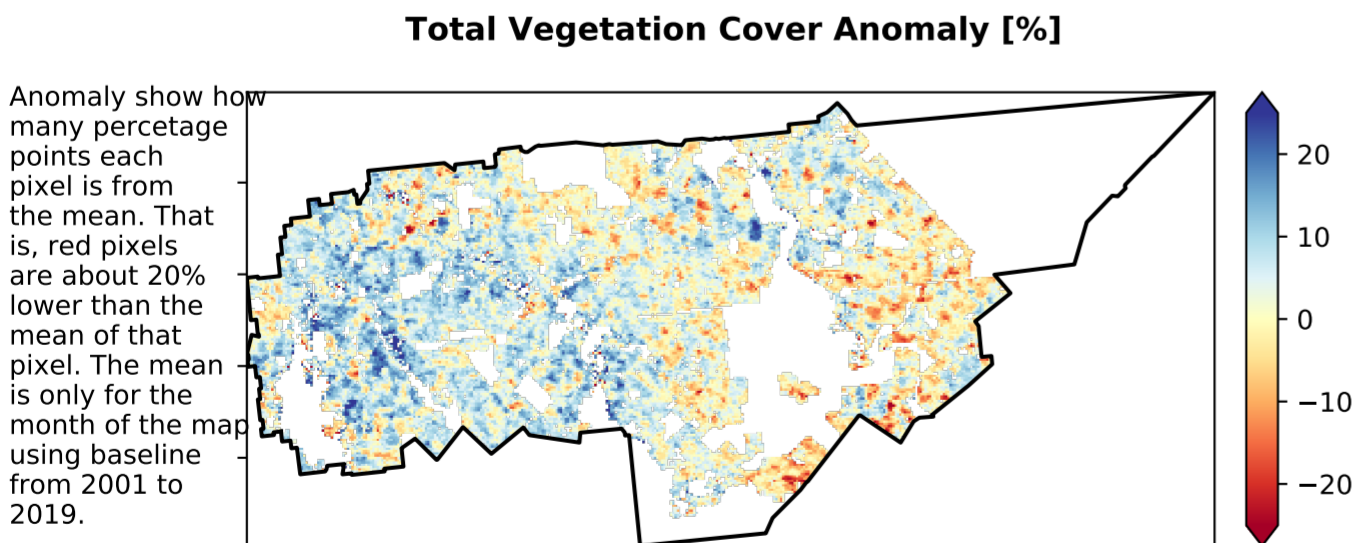 Total Vegetation Cover Anomaly [%]
Anomaly show how
many percetage
points each
pixel is from
the mean. That
is, red pixels
are about 20%
lower than the
mean of that
pixel. The mean
is only for the
month of the map
using baseline
from 2001 to
2019.
20
10
0
−10
−20